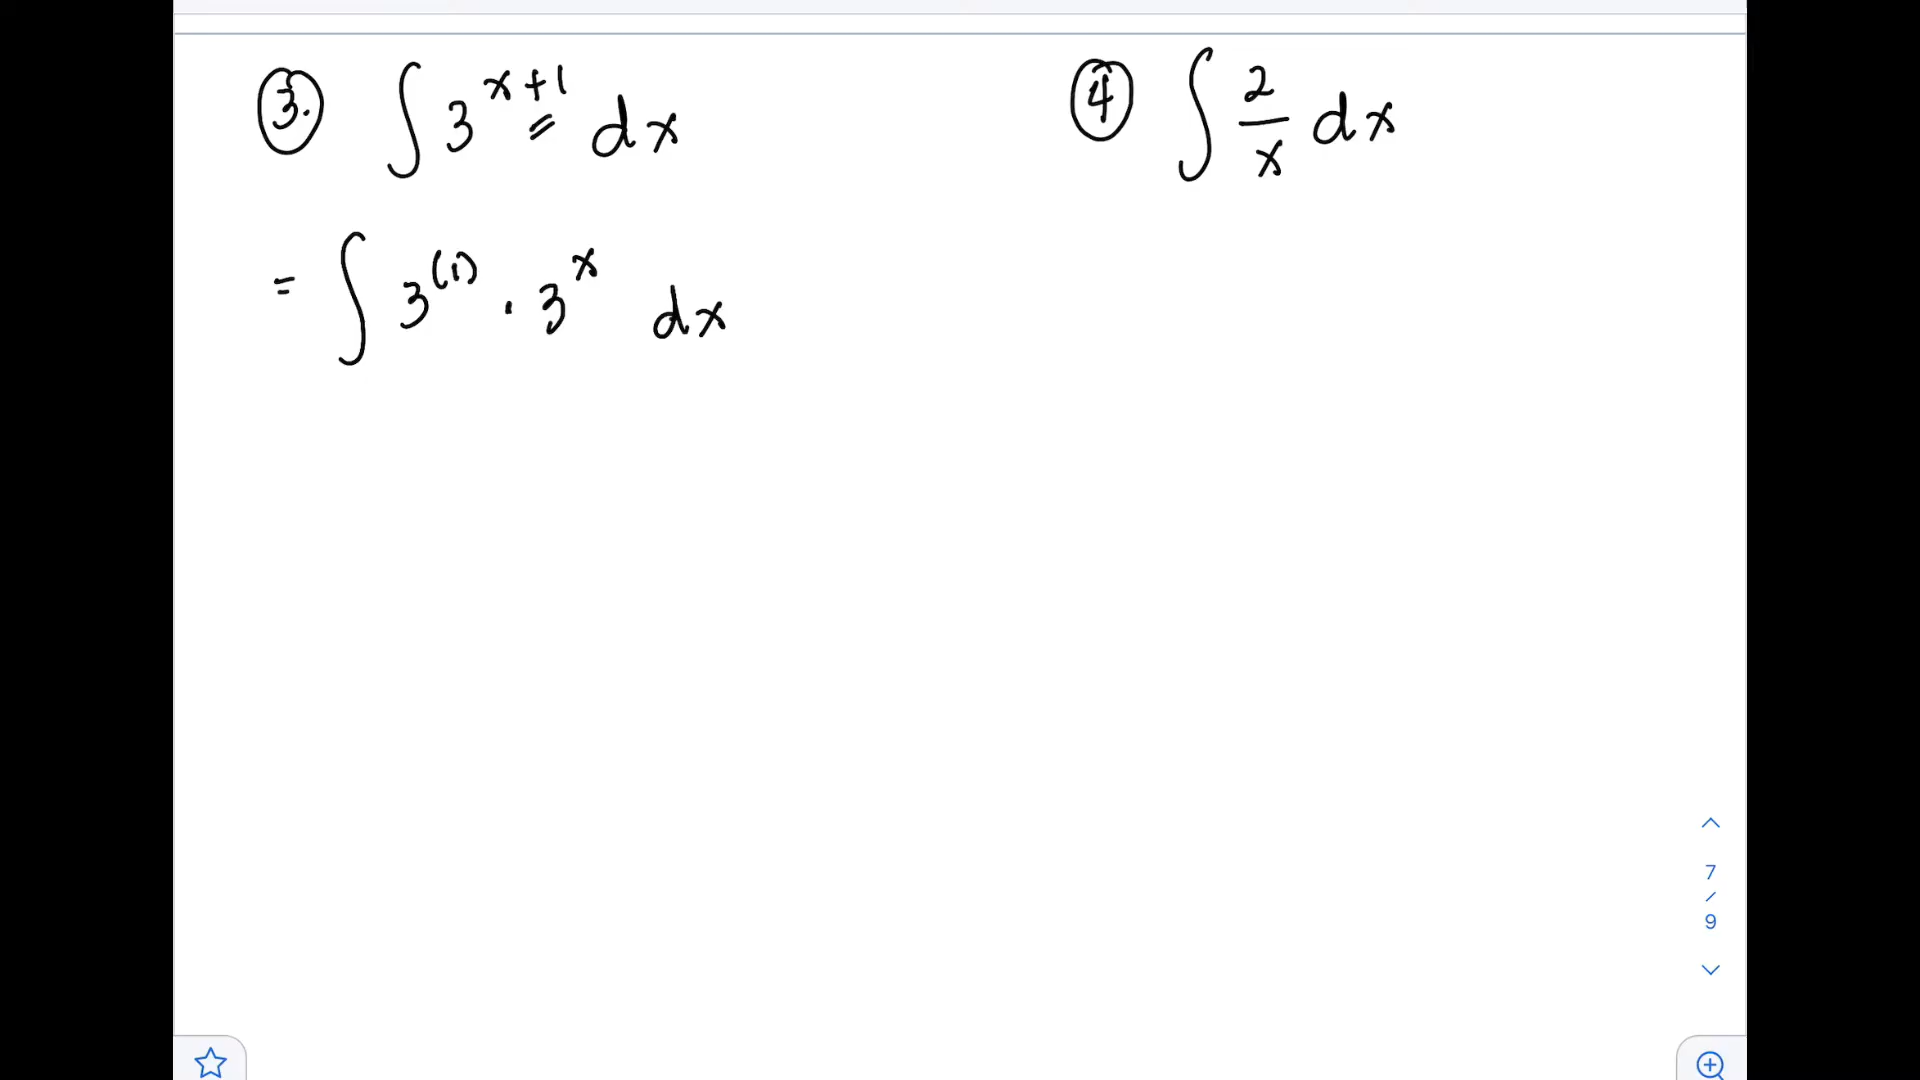 ③. ∫ 3^{x+1} dx
= ∫ 3^{(1)} · 3^x dx
④ ∫ 2/x dx
7
/
9